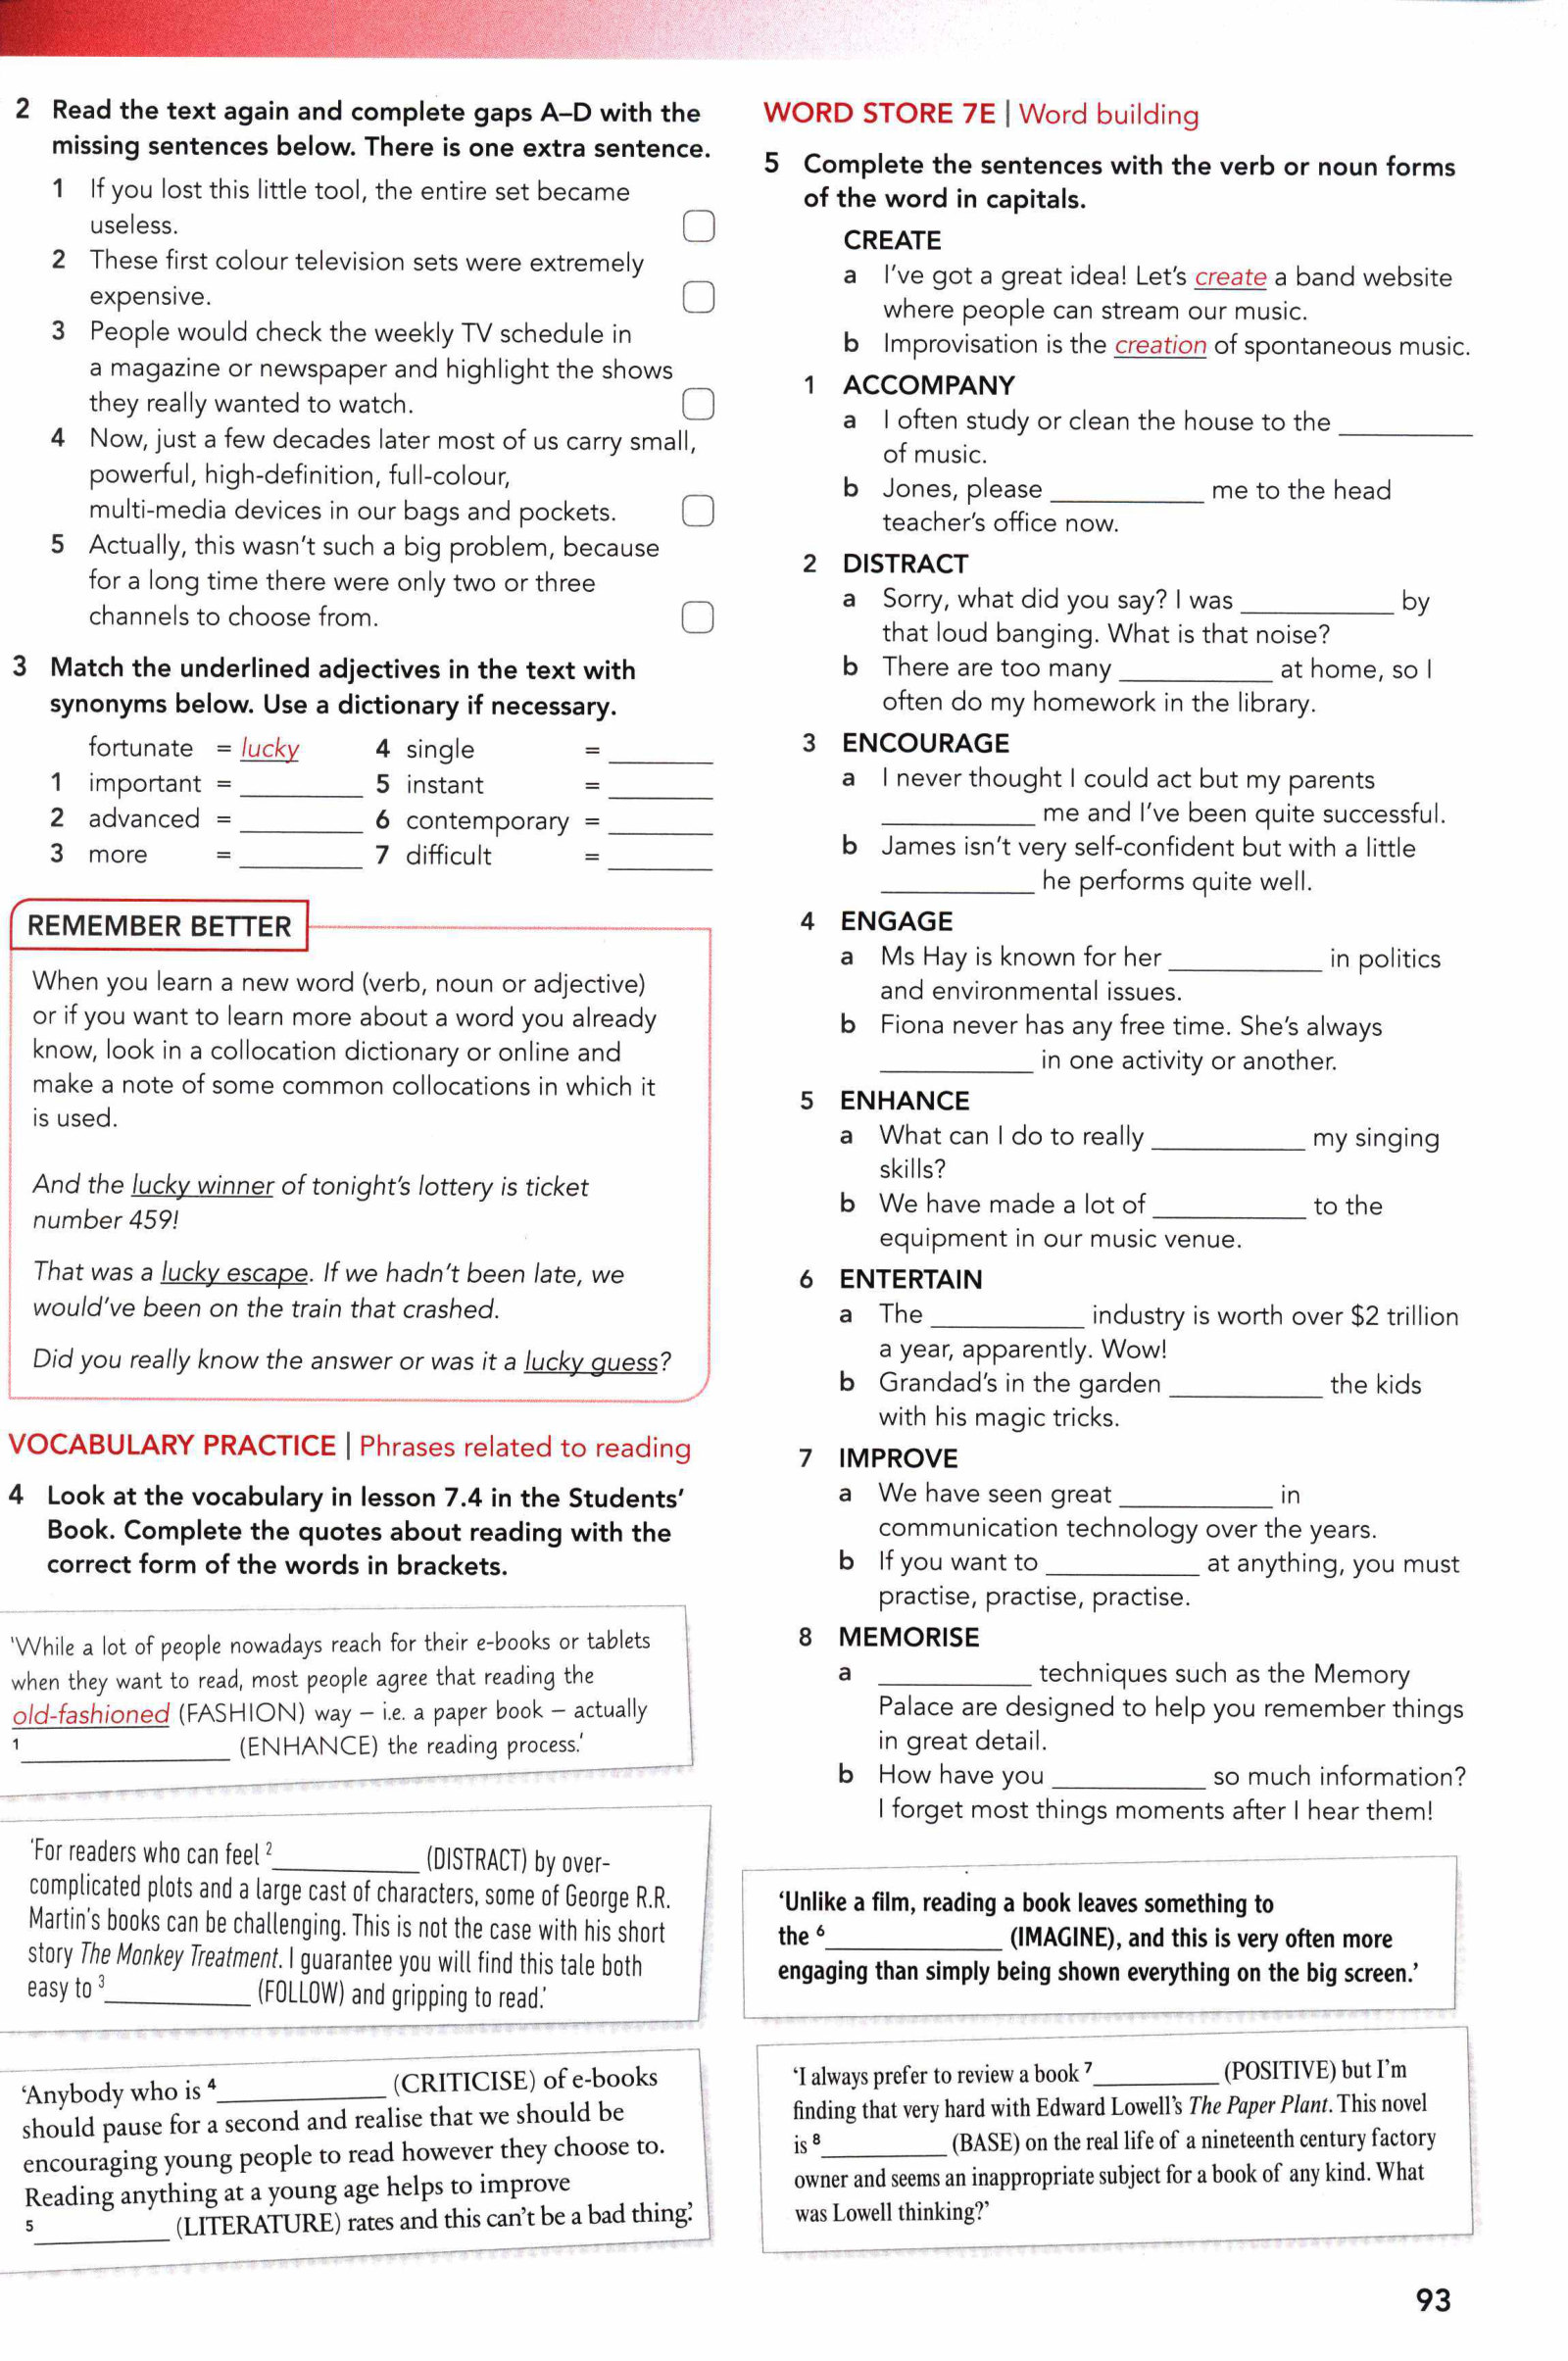 2 Read the text again and complete gaps A–D with the
missing sentences below. There is one extra sentence.
1 If you lost this little tool, the entire set became
useless.
2 These first colour television sets were extremely
expensive.
3 People would check the weekly TV schedule in
a magazine or newspaper and highlight the shows
they really wanted to watch.
4 Now, just a few decades later most of us carry small,
powerful, high-definition, full-colour,
multi-media devices in our bags and pockets.
5 Actually, this wasn't such a big problem, because
for a long time there were only two or three
channels to choose from.
3 Match the underlined adjectives in the text with
synonyms below. Use a dictionary if necessary.
fortunate = lucky 4 single = ________
1 important = ________ 5 instant = ________
2 advanced = ________ 6 contemporary = ________
3 more = ________ 7 difficult = ________
REMEMBER BETTER
When you learn a new word (verb, noun or adjective)
or if you want to learn more about a word you already
know, look in a collocation dictionary or online and
make a note of some common collocations in which it
is used.
And the lucky winner of tonight's lottery is ticket
number 459!
That was a lucky escape. If we hadn't been late, we
would've been on the train that crashed.
Did you really know the answer or was it a lucky guess?
VOCABULARY PRACTICE | Phrases related to reading
4 Look at the vocabulary in lesson 7.4 in the Students'
Book. Complete the quotes about reading with the
correct form of the words in brackets.
'While a lot of people nowadays reach for their e-books or tablets
when they want to read, most people agree that reading the
old-fashioned (FASHION) way – i.e. a paper book – actually
1 ________ (ENHANCE) the reading process.'
'For readers who can feel 2 ________ (DISTRACT) by over-
complicated plots and a large cast of characters, some of George R.R.
Martin's books can be challenging. This is not the case with his short
story The Monkey Treatment. I guarantee you will find this tale both
easy to 3 ________ (FOLLOW) and gripping to read.'
'Anybody who is 4 ________ (CRITICISE) of e-books
should pause for a second and realise that we should be
encouraging young people to read however they choose to.
Reading anything at a young age helps to improve
5 ________ (LITERATURE) rates and this can't be a bad thing.'
WORD STORE 7E | Word building
5 Complete the sentences with the verb or noun forms
of the word in capitals.
CREATE
a I've got a great idea! Let's create a band website
where people can stream our music.
b Improvisation is the creation of spontaneous music.
1 ACCOMPANY
a I often study or clean the house to the ________
of music.
b Jones, please ________ me to the head
teacher's office now.
2 DISTRACT
a Sorry, what did you say? I was ________ by
that loud banging. What is that noise?
b There are too many ________ at home, so I
often do my homework in the library.
3 ENCOURAGE
a I never thought I could act but my parents
________ me and I've been quite successful.
b James isn't very self-confident but with a little
________ he performs quite well.
4 ENGAGE
a Ms Hay is known for her ________ in politics
and environmental issues.
b Fiona never has any free time. She's always
________ in one activity or another.
5 ENHANCE
a What can I do to really ________ my singing
skills?
b We have made a lot of ________ to the
equipment in our music venue.
6 ENTERTAIN
a The ________ industry is worth over $2 trillion
a year, apparently. Wow!
b Grandad's in the garden ________ the kids
with his magic tricks.
7 IMPROVE
a We have seen great ________ in
communication technology over the years.
b If you want to ________ at anything, you must
practise, practise, practise.
8 MEMORISE
a ________ techniques such as the Memory
Palace are designed to help you remember things
in great detail.
b How have you ________ so much information?
I forget most things moments after I hear them!
'Unlike a film, reading a book leaves something to
the 6 ________ (IMAGINE), and this is very often more
engaging than simply being shown everything on the big screen.'
'I always prefer to review a book 7 ________ (POSITIVE) but I'm
finding that very hard with Edward Lowell's The Paper Plant. This novel
is 8 ________ (BASE) on the real life of a nineteenth century factory
owner and seems an inappropriate subject for a book of any kind. What
was Lowell thinking?'
93